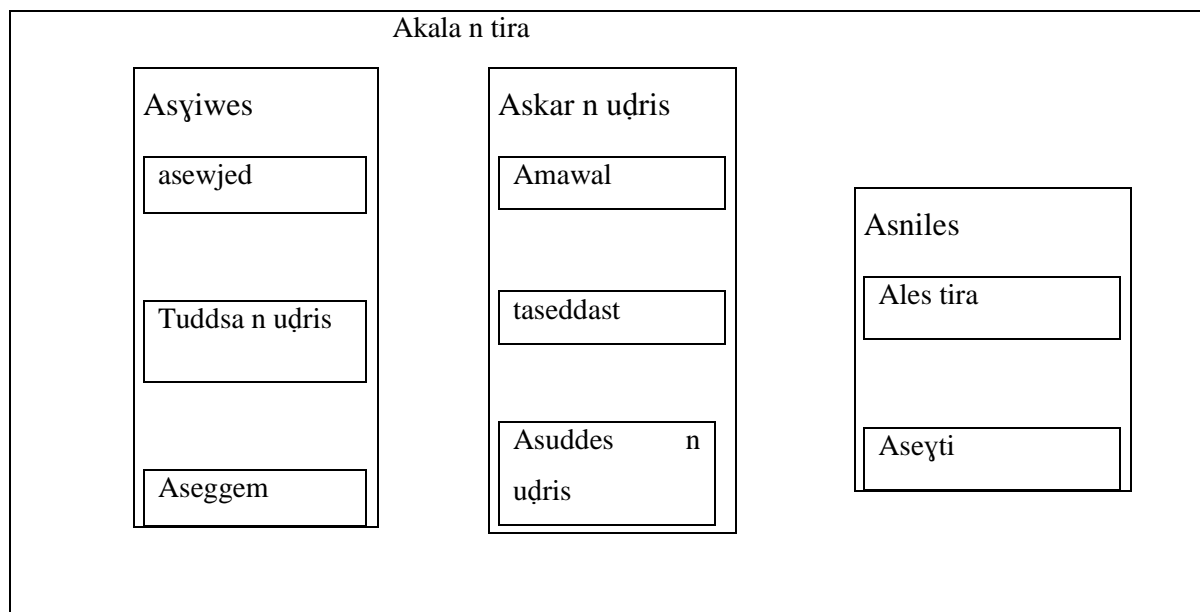 Akala n tira
Asɣiwes
asewjed
Tuddsa n uḍris
Aseggem
Askar n uḍris
Amawal
taseddast
Asuddes n
uḍris
Asniles
Ales tira
Aseɣti